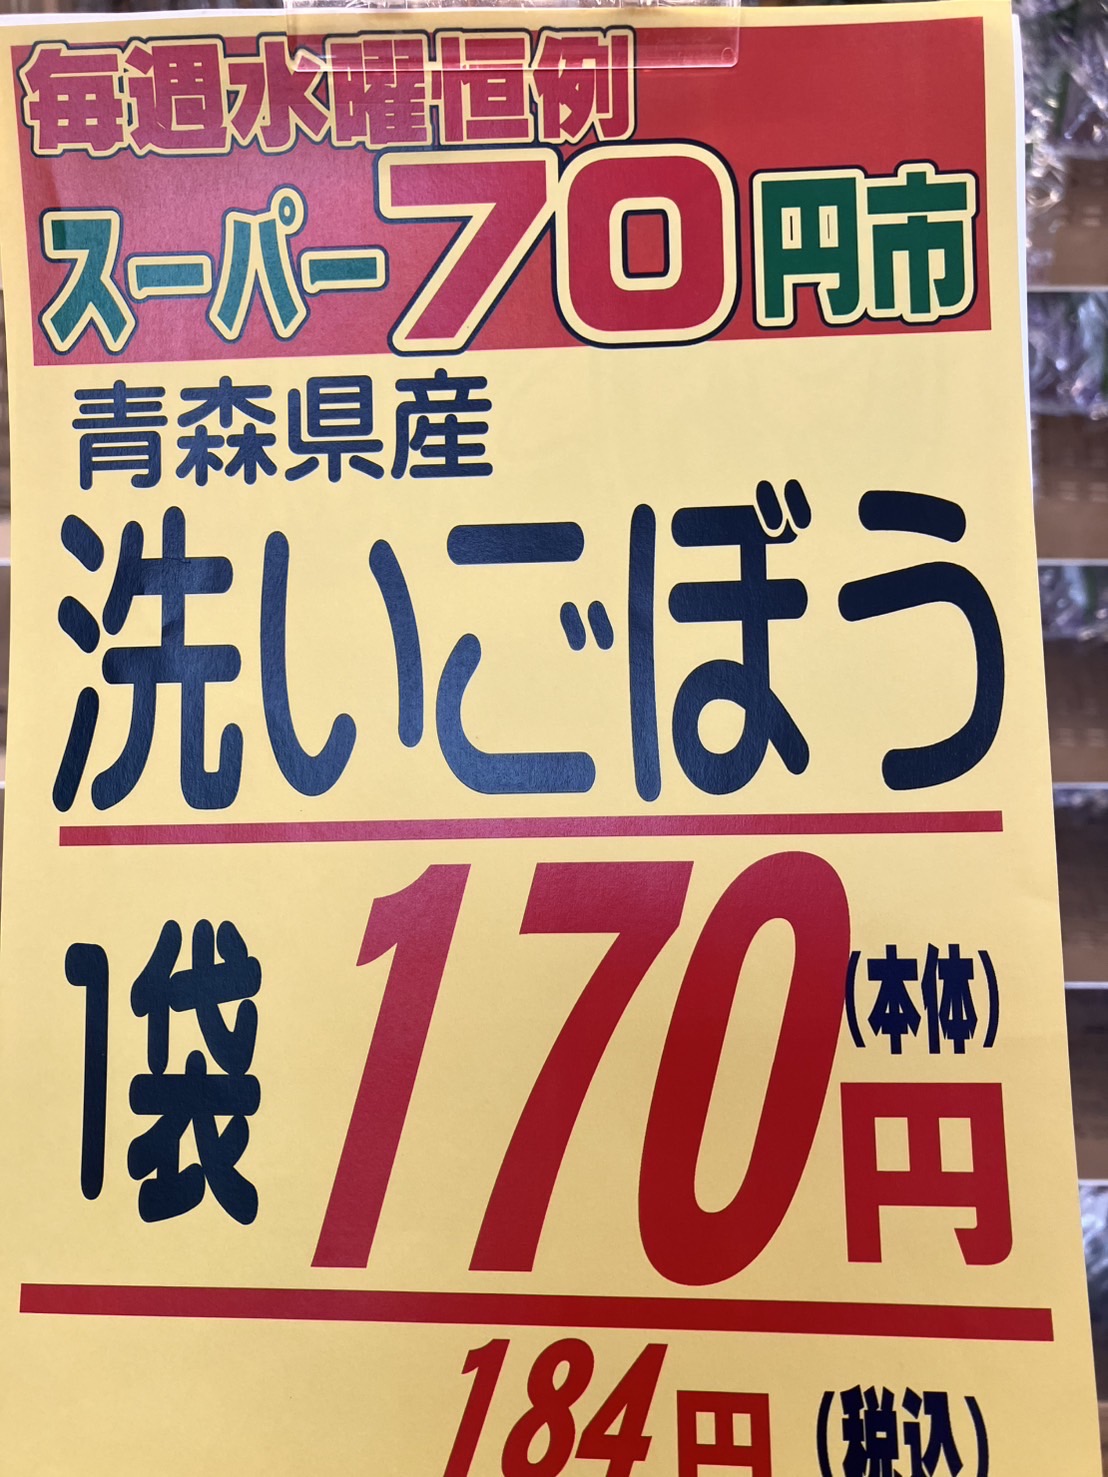 毎週水曜恒例
スーパー70円市
青森県産
洗いごぼう
1袋 170円 (本体)
184円 (税込)